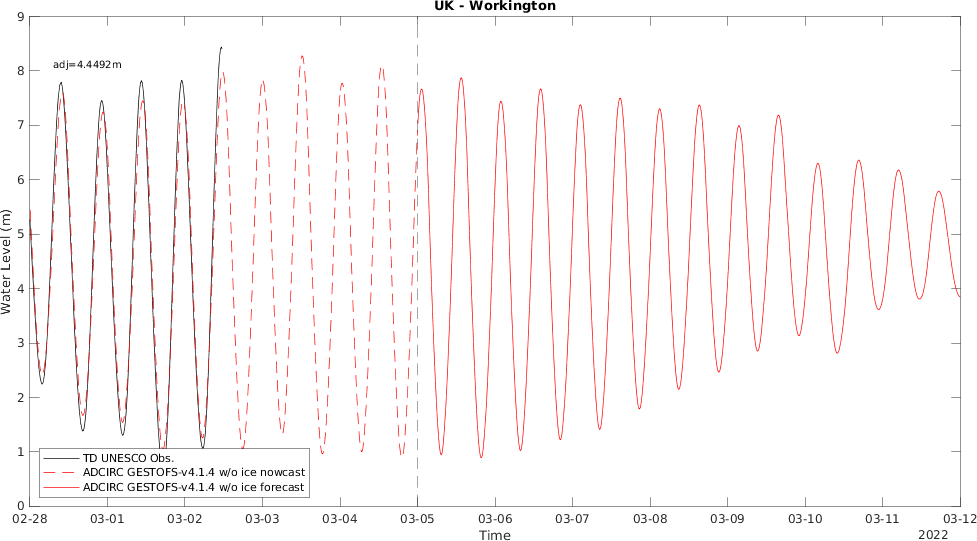 UK - Workington
adj=4.4492m
Water Level (m)
9
8
7
6
5
4
3
2
1
0
TD UNESCO Obs.
ADCIRC GESTOFS-v4.1.4 w/o ice nowcast
ADCIRC GESTOFS-v4.1.4 w/o ice forecast
02-28 03-01 03-02 03-03 03-04 03-05 03-06 03-07 03-08 03-09 03-10 03-11 03-12
Time
2022